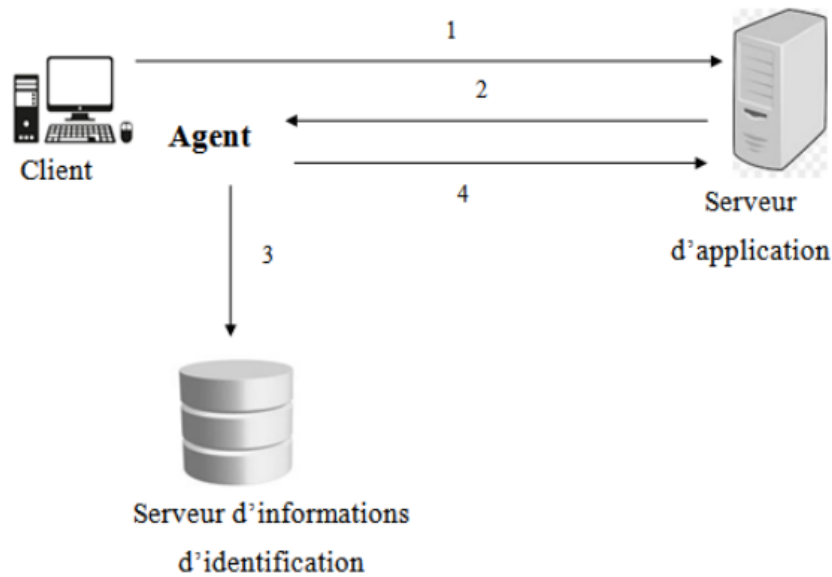 1
2
Agent
Client
4
Serveur
d'application
3
Serveur d'informations
d'identification